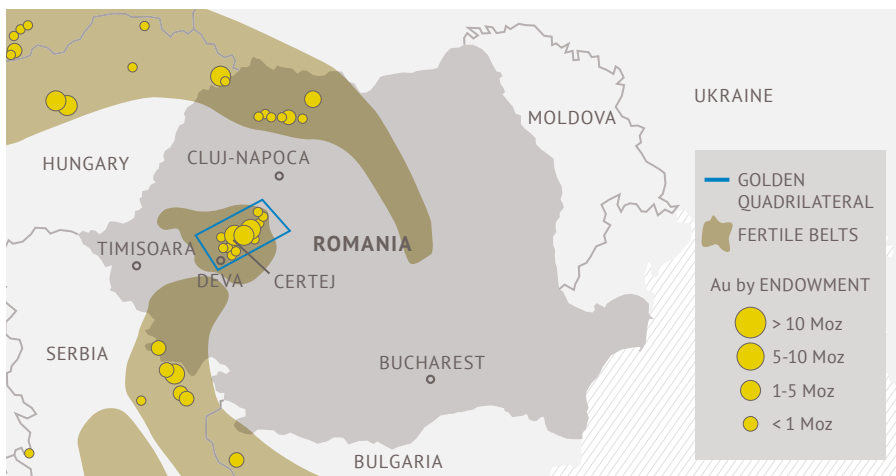 UKRAINE
MOLDOVA
HUNGARY
CLUJ-NAPOCA
ROMANIA
TIMISOARA
DEVA
CERTEJ
SERBIA
BUCHAREST
BULGARIA
GOLDEN
QUADRILATERAL
FERTILE BELTS
Au by ENDOWMENT
> 10 Moz
5-10 Moz
1-5 Moz
< 1 Moz